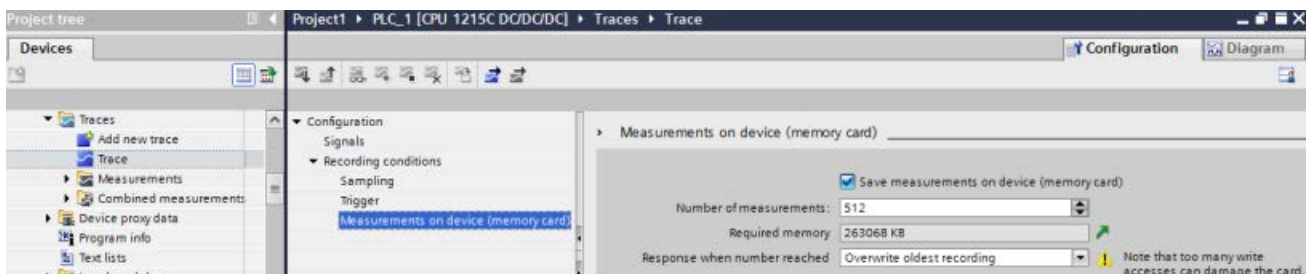 Project tree
Project1 ▸ PLC_1 [CPU 1215C DC/DC/DC] ▸ Traces ▸ Trace
Devices
Configuration
Diagram
Traces
Add new trace
Trace
Measurements
Combined measurements
Device proxy data
Program info
Text lists
Configuration
Signals
Recording conditions
Sampling
Trigger
Measurements on device (memory card)
Measurements on device (memory card)
Save measurements on device (memory card)
Number of measurements: 512
Required memory 263068 KB
Response when number reached Overwrite oldest recording
Note that too many write
accesses can damage the card